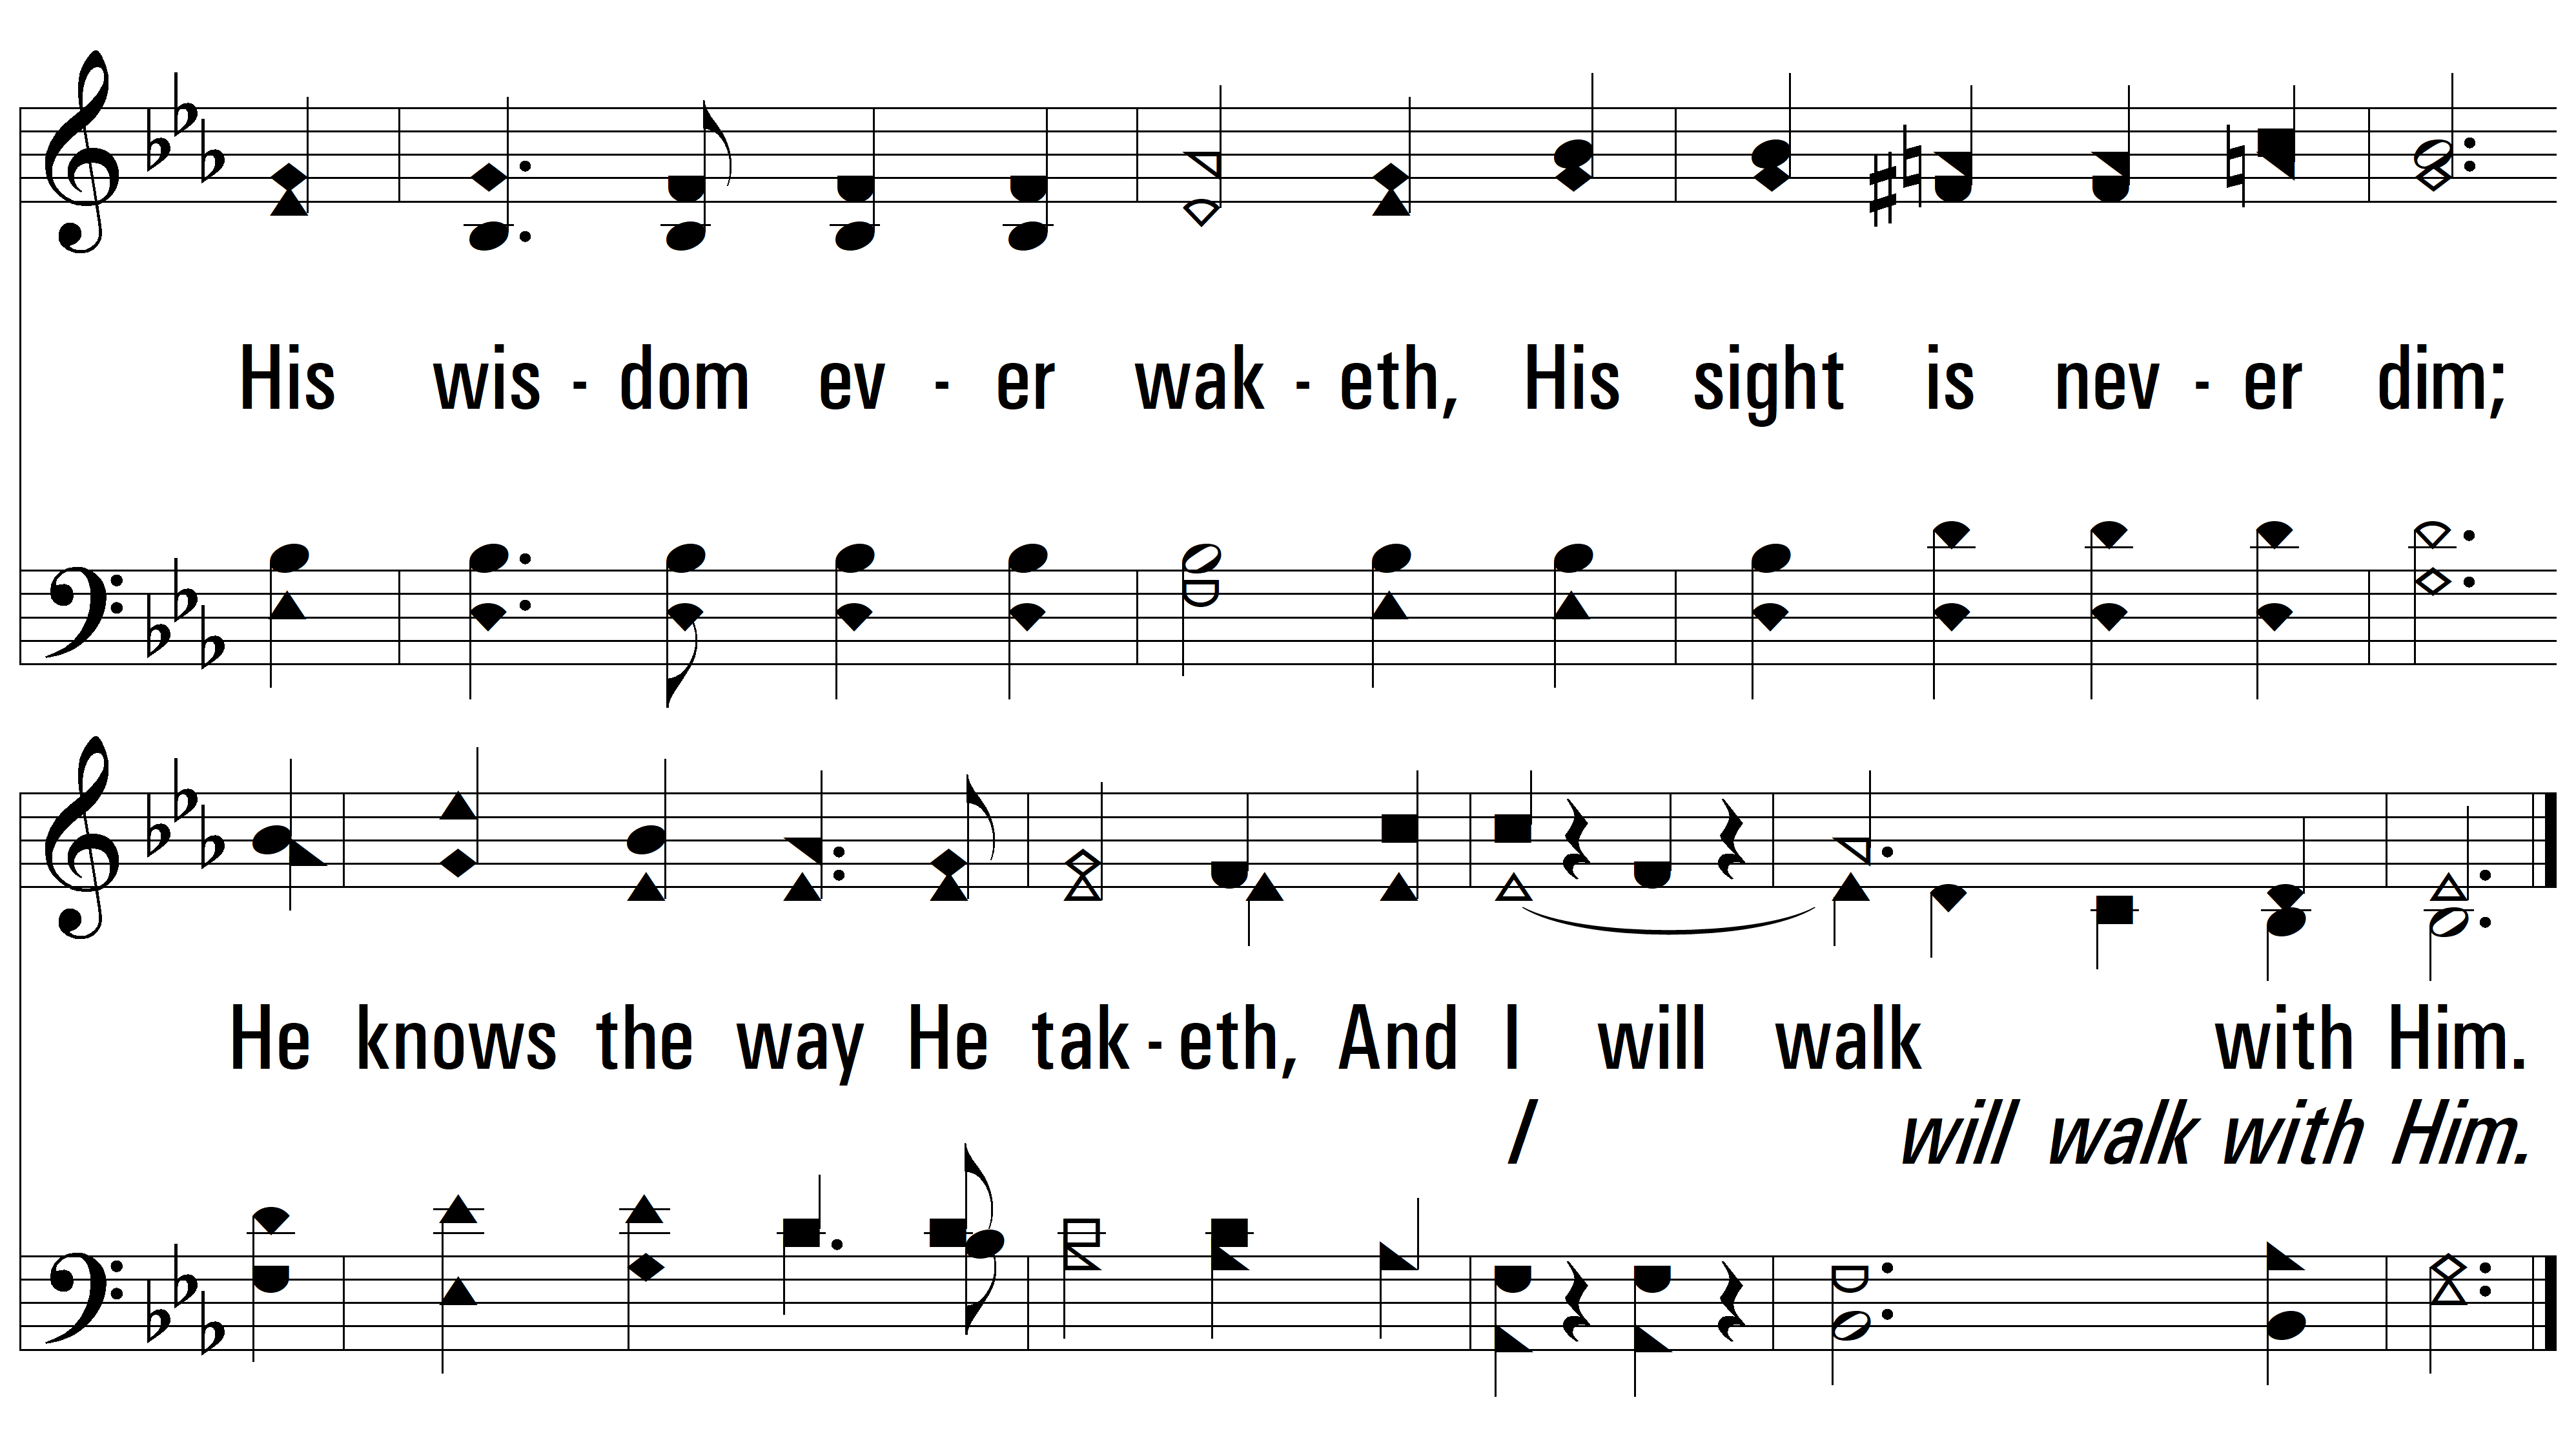 His wis - dom ev - er wak - eth, His sight is nev - er dim;
He knows the way He tak - eth, And I will walk with Him.
I will walk with Him.